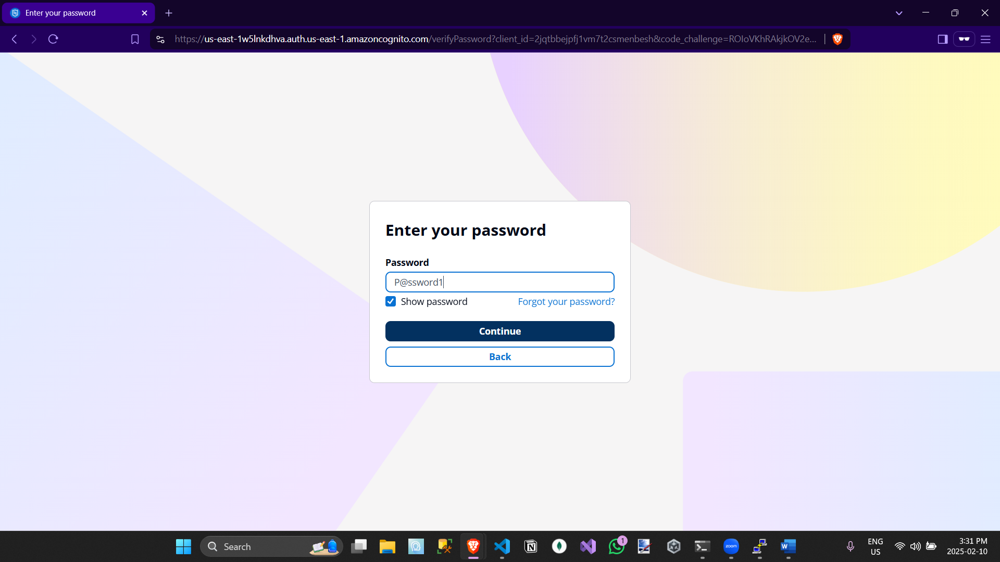 Enter your password
https://us-east-1w5lnkdhva.auth.us-east-1.amazoncognito.com/verifyPassword?client_id=2jqtbbejpfj1vm7t2csmenbesh&code_challenge=ROIoVKhRAkjkOV2e...
Enter your password
Password
P@ssword1
Show password
Forgot your password?
Continue
Back
Search
N
1
zoom
W
ENG
US
3:31 PM
2025-02-10